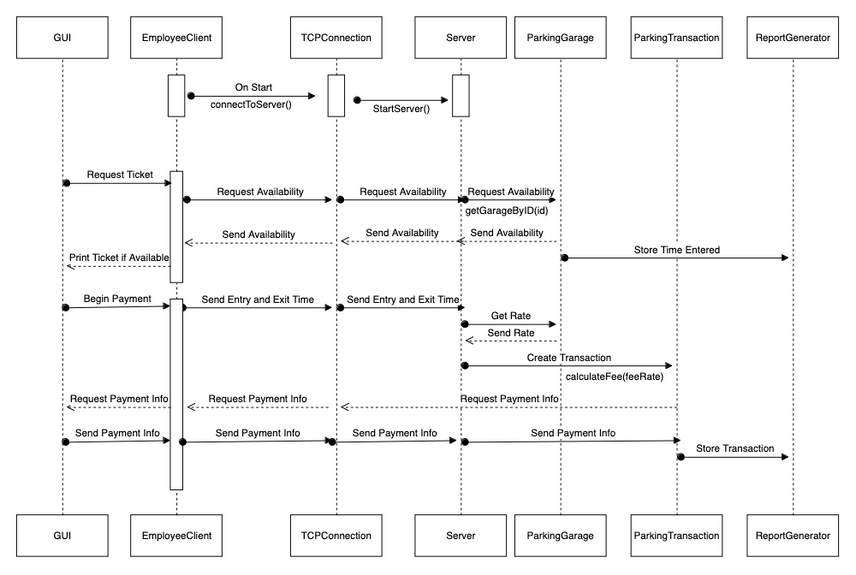 GUI
EmployeeClient
TCPConnection
Server
ParkingGarage
ParkingTransaction
ReportGenerator
On Start
connectToServer()
StartServer()
Request Ticket
Request Availability
Request Availability
Request Availability
getGarageByID(id)
Send Availability
Send Availability
Send Availability
Store Time Entered
Print Ticket if Available
Begin Payment
Send Entry and Exit Time
Send Entry and Exit Time
Get Rate
Send Rate
Create Transaction
calculateFee(feeRate)
Request Payment Info
Request Payment Info
Request Payment Info
Send Payment Info
Send Payment Info
Send Payment Info
Send Payment Info
Store Transaction
GUI
EmployeeClient
TCPConnection
Server
ParkingGarage
ParkingTransaction
ReportGenerator